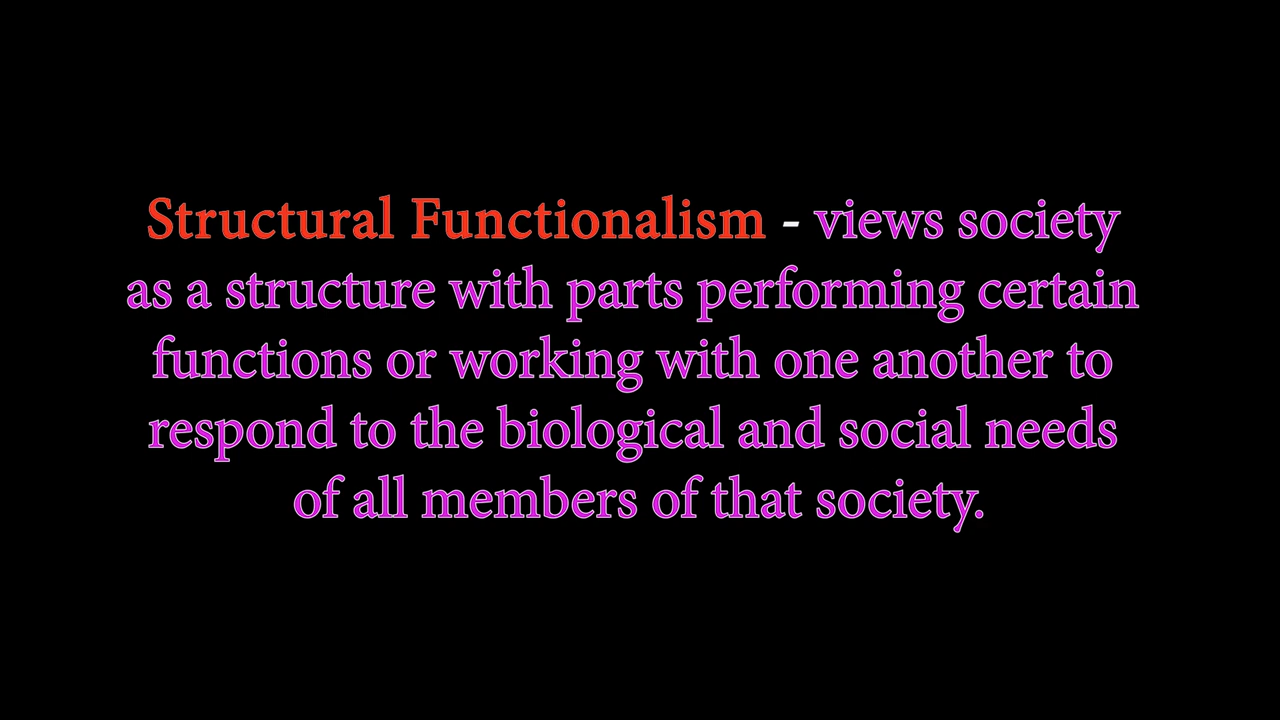 Structural Functionalism - views society
as a structure with parts performing certain
functions or working with one another to
respond to the biological and social needs
of all members of that society.